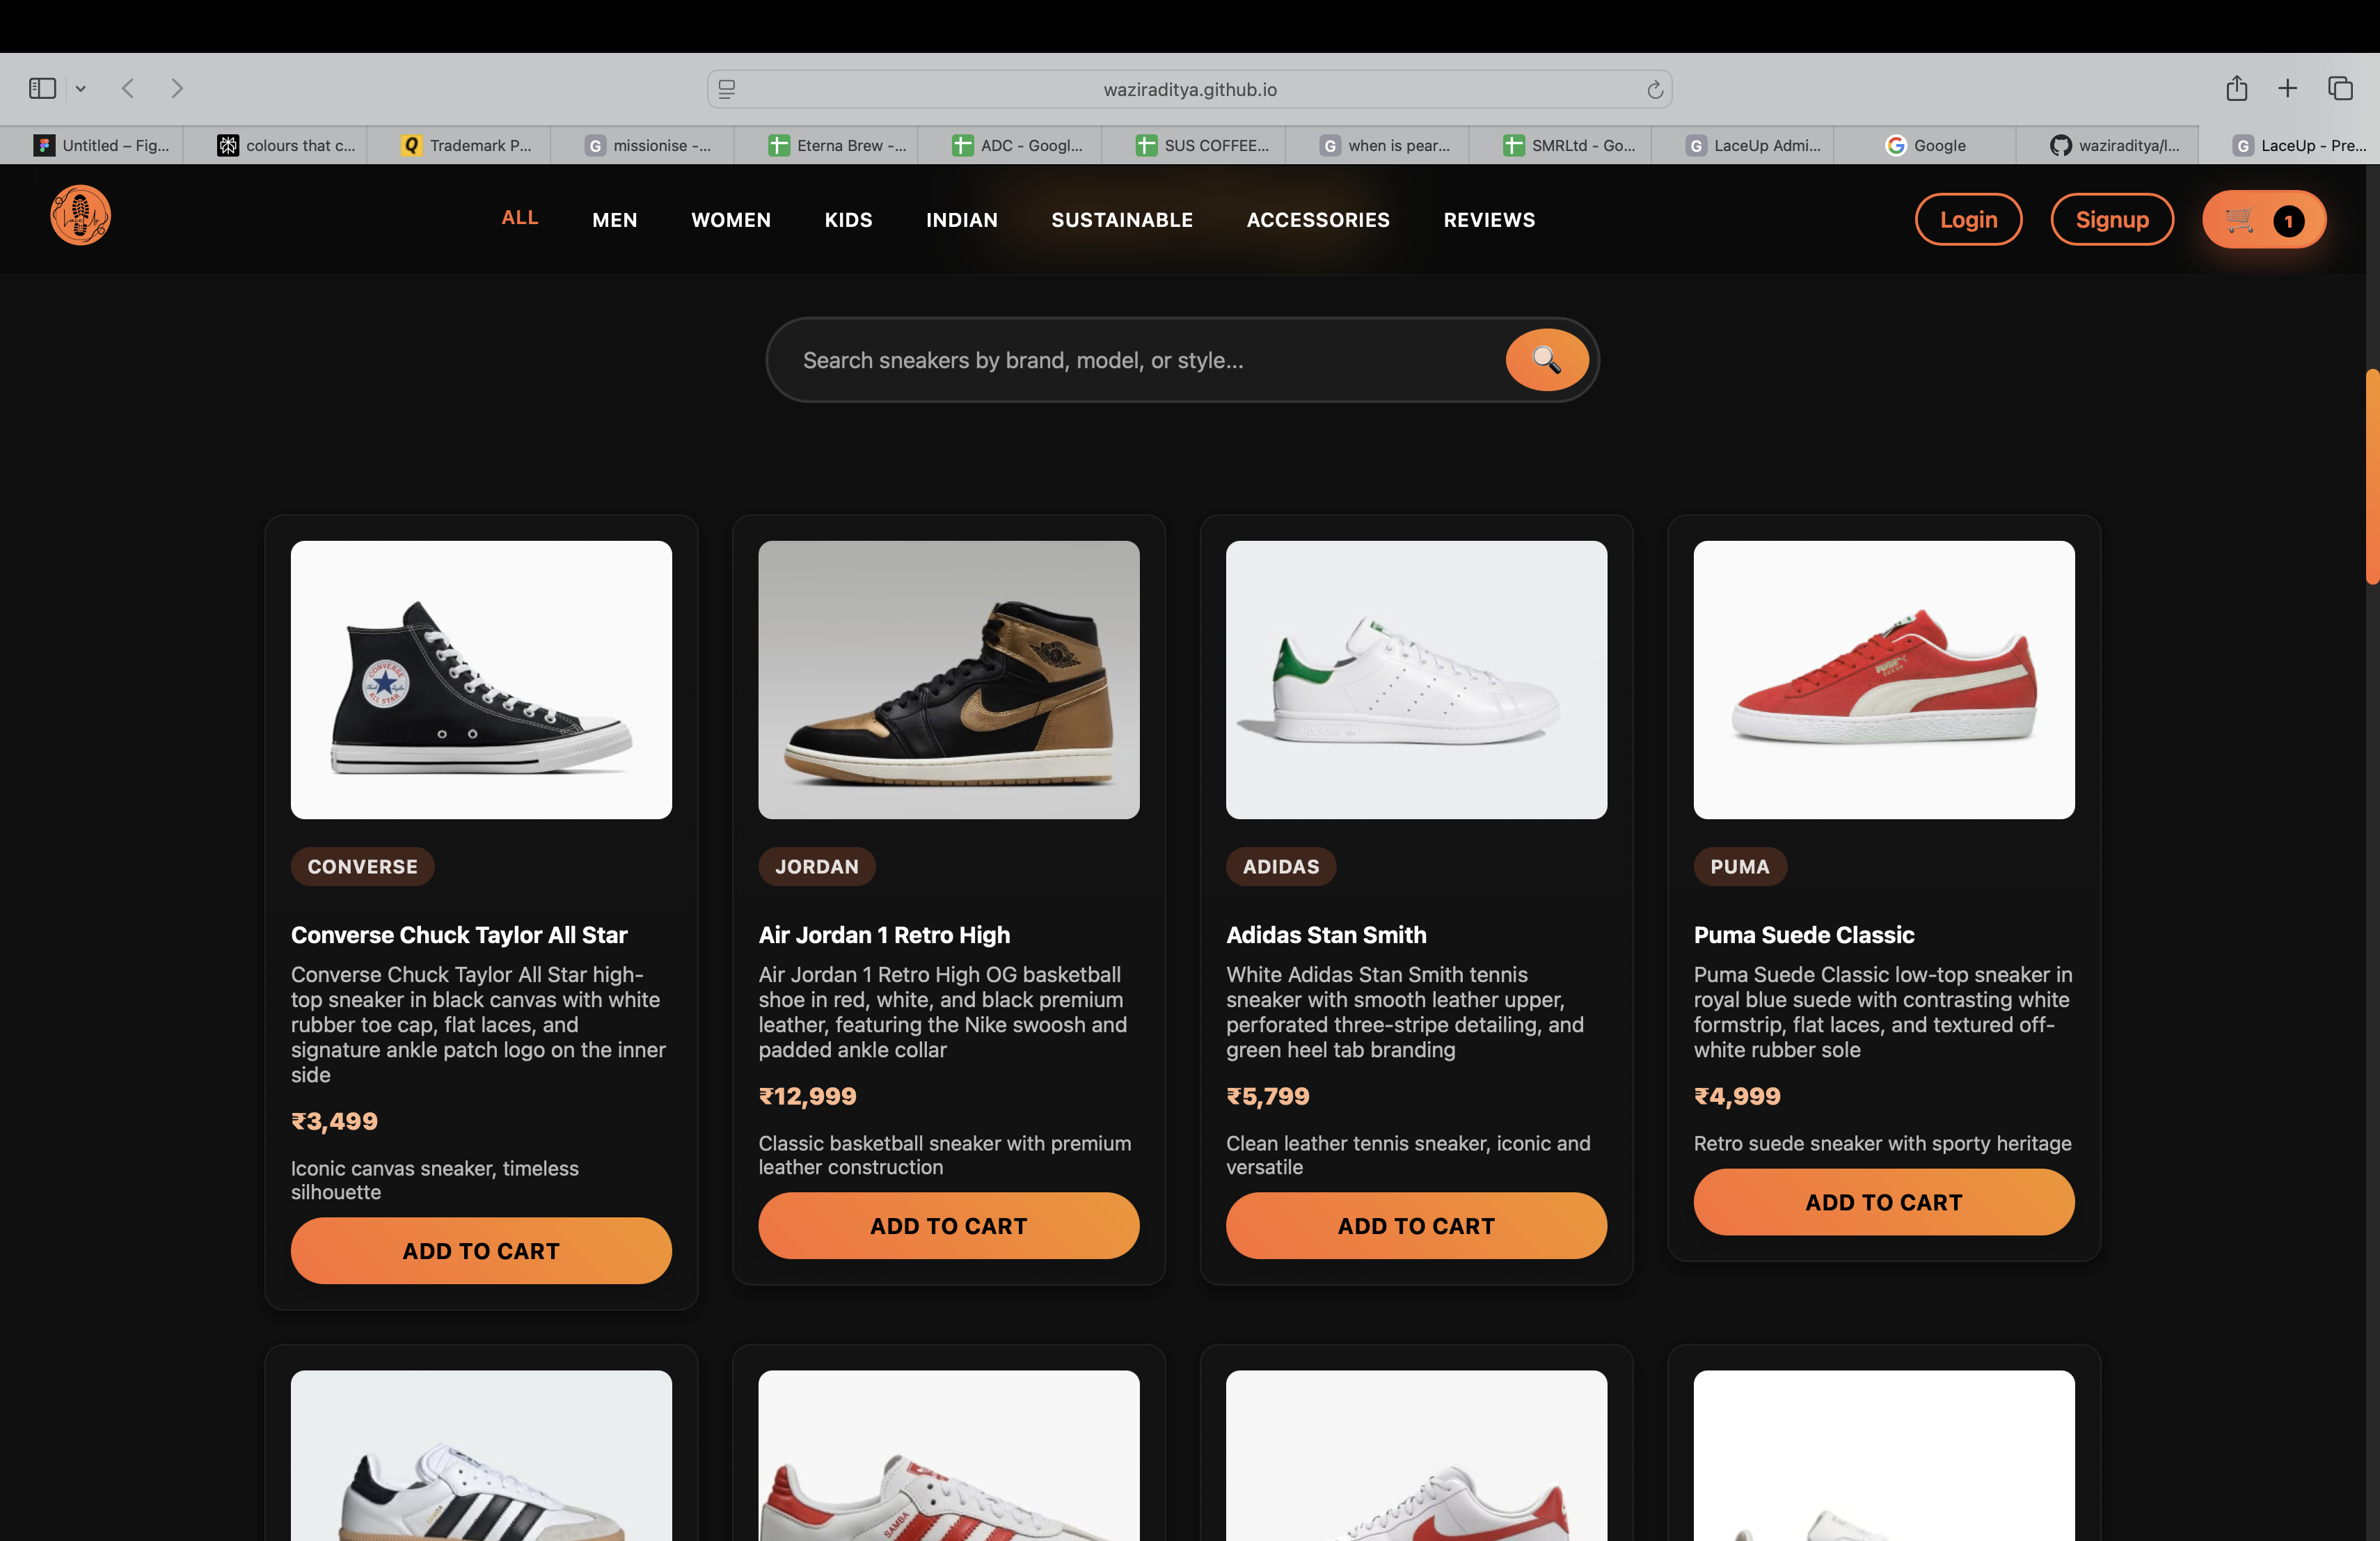 waziraditya.github.io
Untitled – Fig...
colours that c...
Trademark P...
missionise -...
Eterna Brew -...
ADC - Googl...
SUS COFFEE...
when is pear...
SMRLtd - Go...
LaceUp Admi...
Google
waziraditya/l...
LaceUp - Pre...
ALL
MEN
WOMEN
KIDS
INDIAN
SUSTAINABLE
ACCESSORIES
REVIEWS
Login
Signup
1
Search sneakers by brand, model, or style...
CONVERSE
ALL STAR
CONVERSE
Converse Chuck Taylor All Star
Converse Chuck Taylor All Star high-
top sneaker in black canvas with white
rubber toe cap, flat laces, and
signature ankle patch logo on the inner
side
₹3,499
Iconic canvas sneaker, timeless
silhouette
ADD TO CART
JORDAN
Air Jordan 1 Retro High
Air Jordan 1 Retro High OG basketball
shoe in red, white, and black premium
leather, featuring the Nike swoosh and
padded ankle collar
₹12,999
Classic basketball sneaker with premium
leather construction
ADD TO CART
ADIDAS
Adidas Stan Smith
White Adidas Stan Smith tennis
sneaker with smooth leather upper,
perforated three-stripe detailing, and
green heel tab branding
₹5,799
Clean leather tennis sneaker, iconic and
versatile
ADD TO CART
PUMA
Puma Suede Classic
Puma Suede Classic low-top sneaker in
royal blue suede with contrasting white
formstrip, flat laces, and textured off-
white rubber sole
₹4,999
Retro suede sneaker with sporty heritage
ADD TO CART
SAMBA